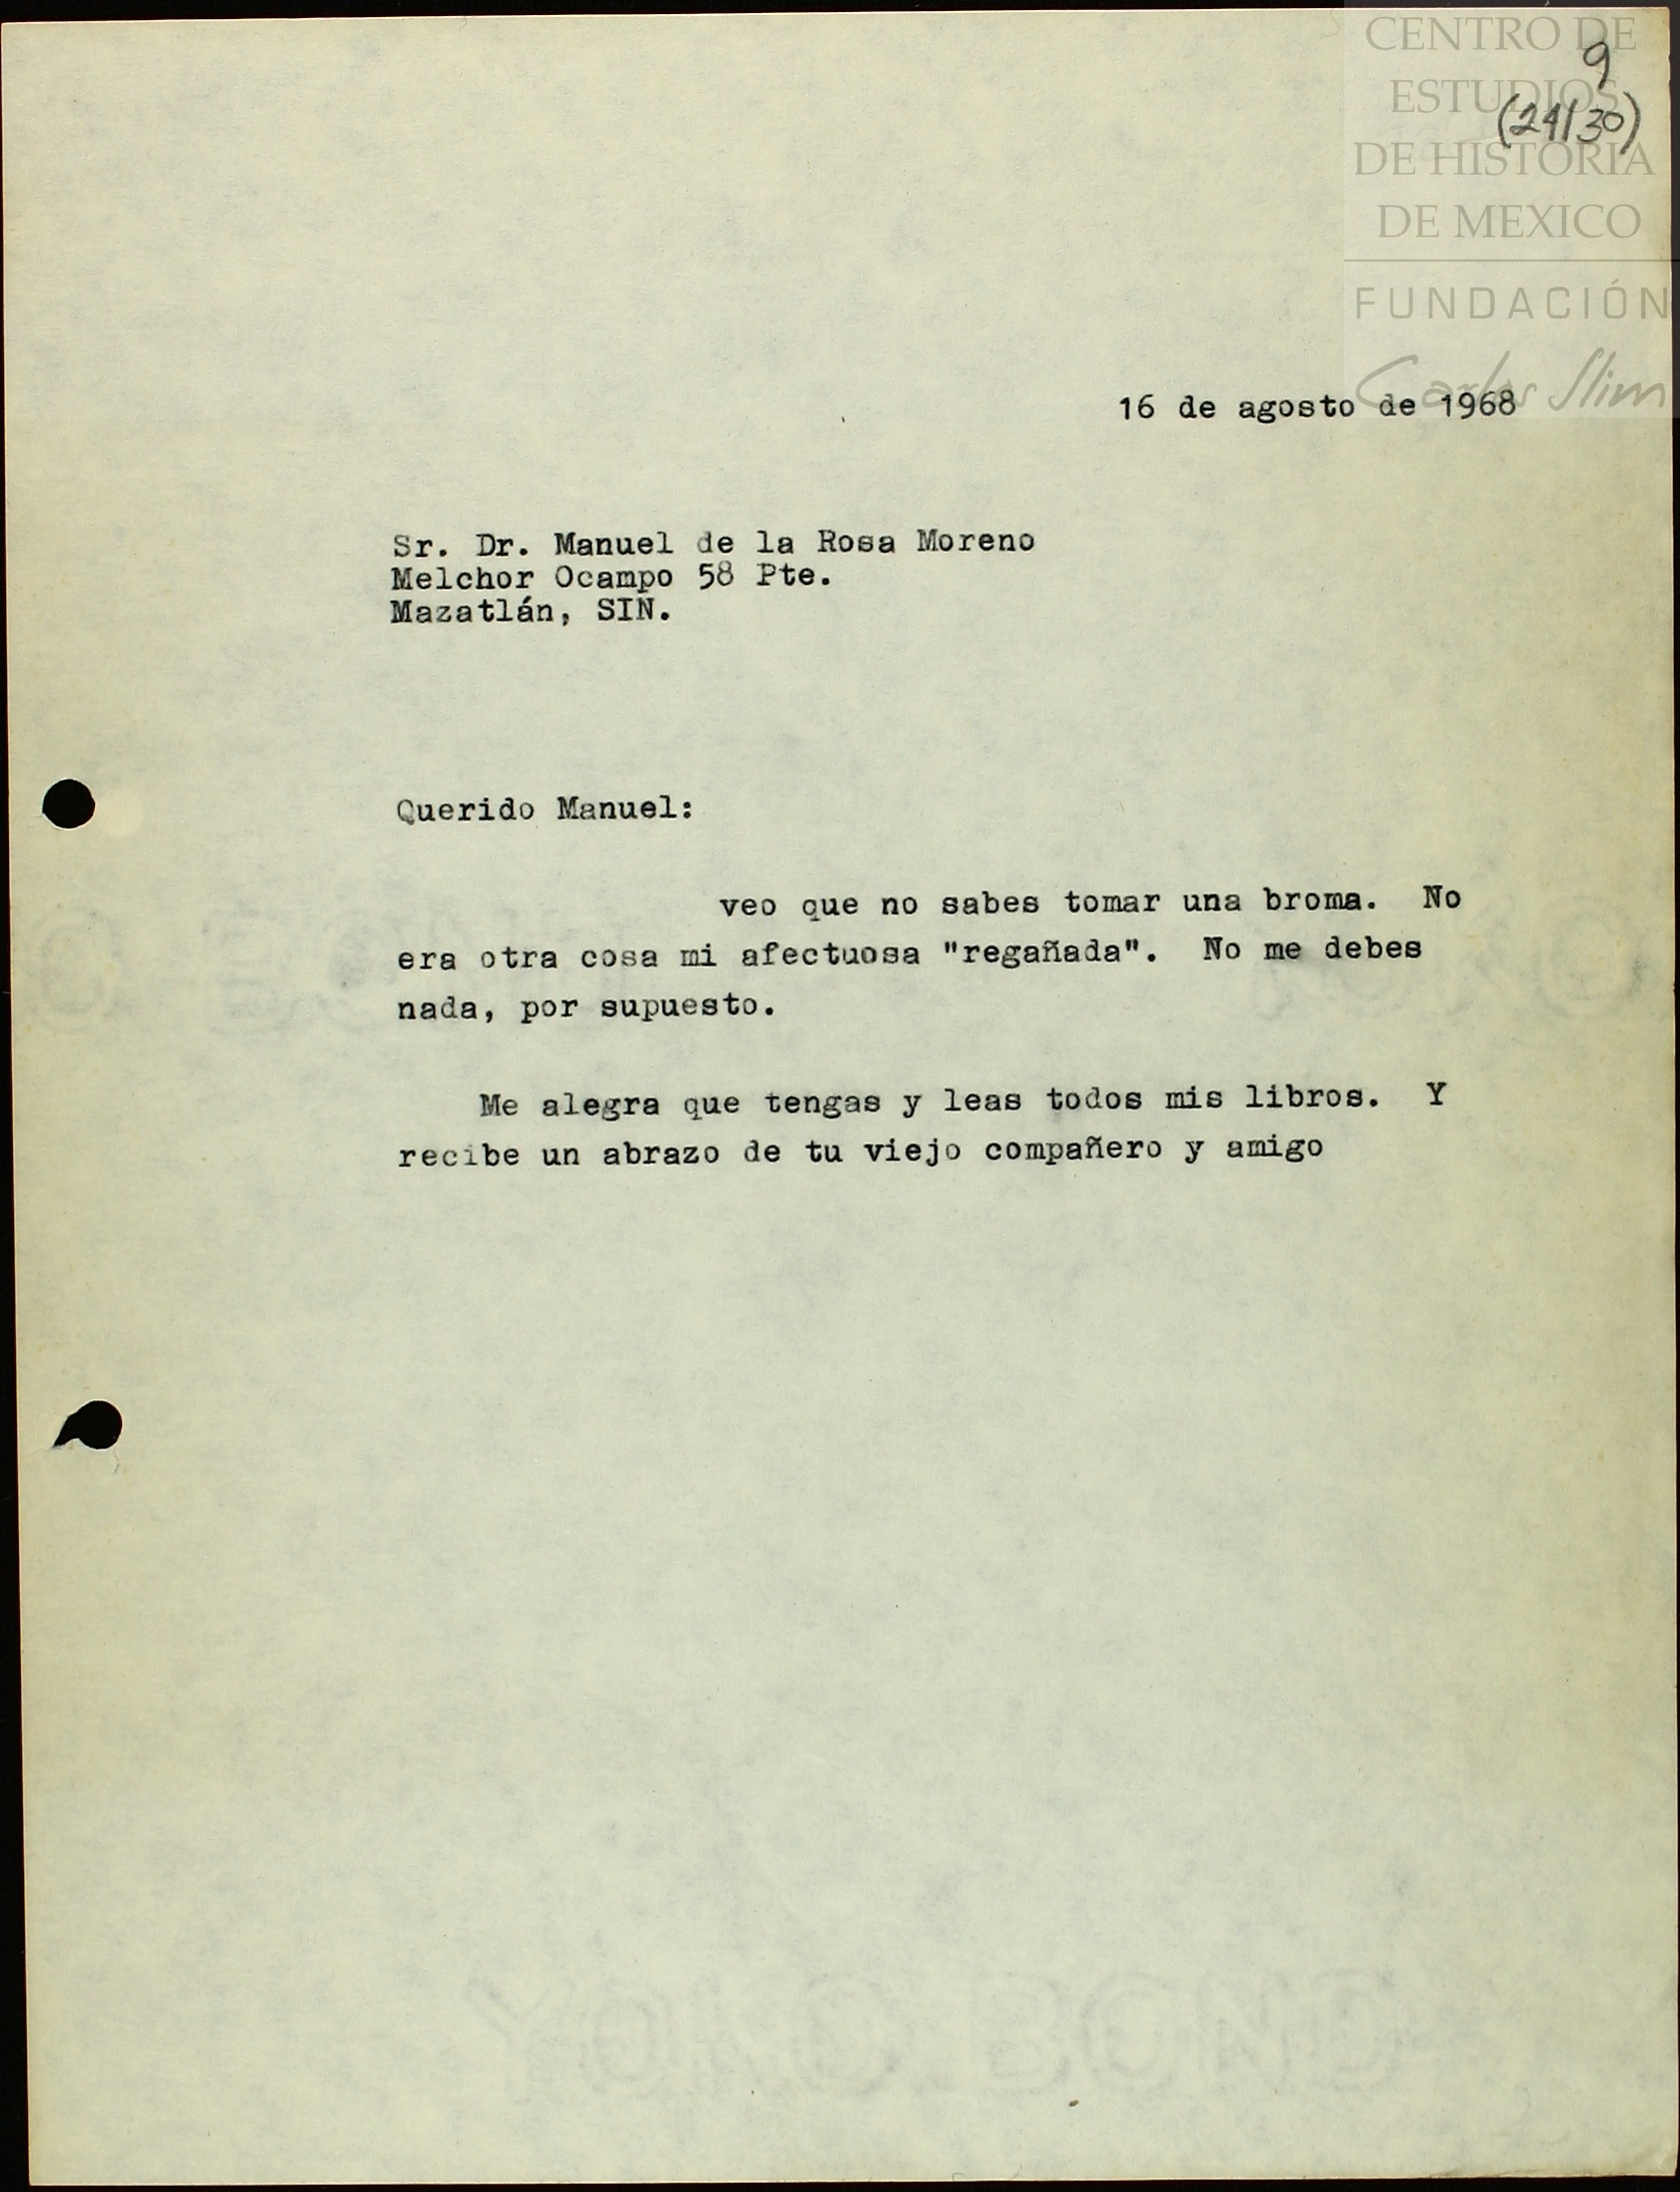 CENTRO DE
ESTUDIOS
DE HISTORIA
DE MEXICO
FUNDACIÓN
Carlos Slim
9
(24/30)
16 de agosto de 1968
Sr. Dr. Manuel de la Rosa Moreno
Melchor Ocampo 58 Pte.
Mazatlán, SIN.
Querido Manuel:
veo que no sabes tomar una broma. No
era otra cosa mi afectuosa "regañada". No me debes
nada, por supuesto.
Me alegra que tengas y leas todos mis libros. Y
recibe un abrazo de tu viejo compañero y amigo